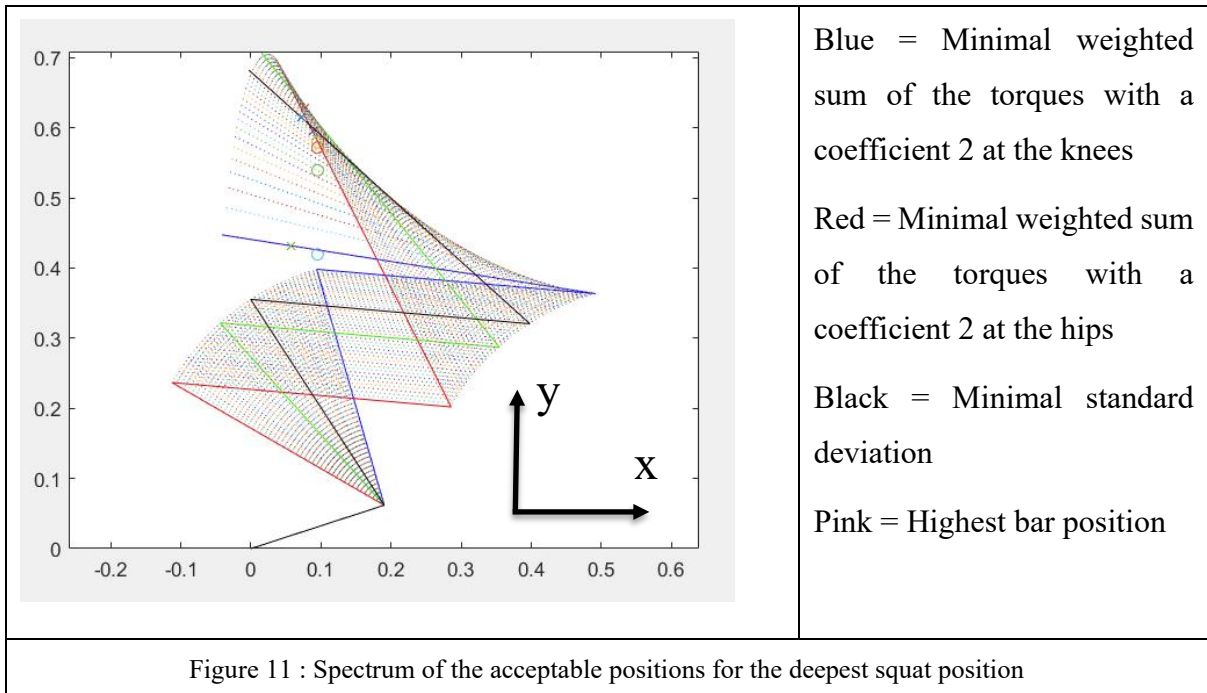 0.7
0.6
0.5
0.4
0.3
0.2
0.1
0
-0.2 -0.1 0 0.1 0.2 0.3 0.4 0.5 0.6
y
x
Blue = Minimal weighted
sum of the torques with a
coefficient 2 at the knees
Red = Minimal weighted sum
of the torques with a
coefficient 2 at the hips
Black = Minimal standard
deviation
Pink = Highest bar position
Figure 11 : Spectrum of the acceptable positions for the deepest squat position